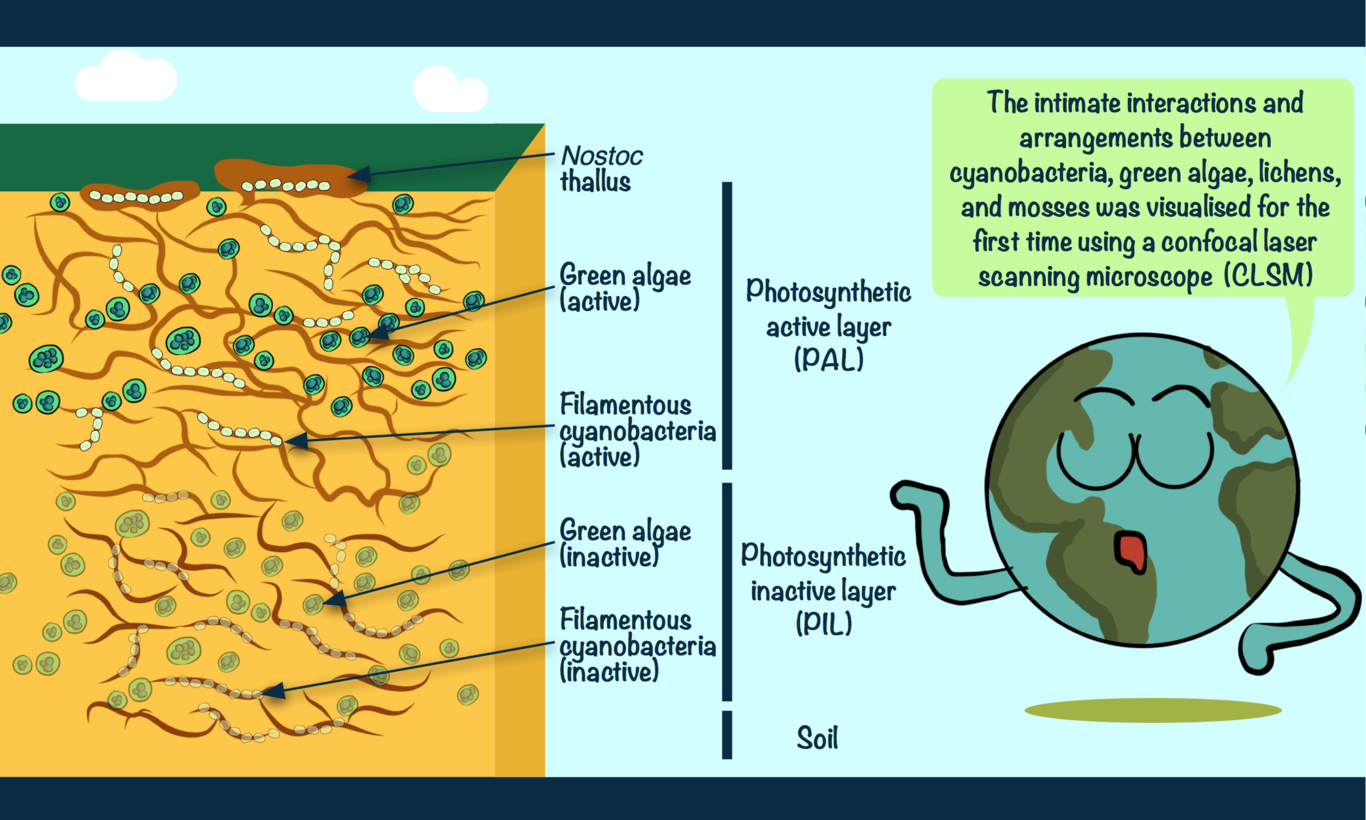 The intimate interactions and
arrangements between
cyanobacteria, green algae, lichens,
and mosses was visualised for the
first time using a confocal laser
scanning microscope (CLSM)
Nostoc
thallus
Green algae
(active)
Filamentous
cyanobacteria
(active)
Green algae
(inactive)
Filamentous
cyanobacteria
(inactive)
Photosynthetic
active layer
(PAL)
Photosynthetic
inactive layer
(PIL)
Soil